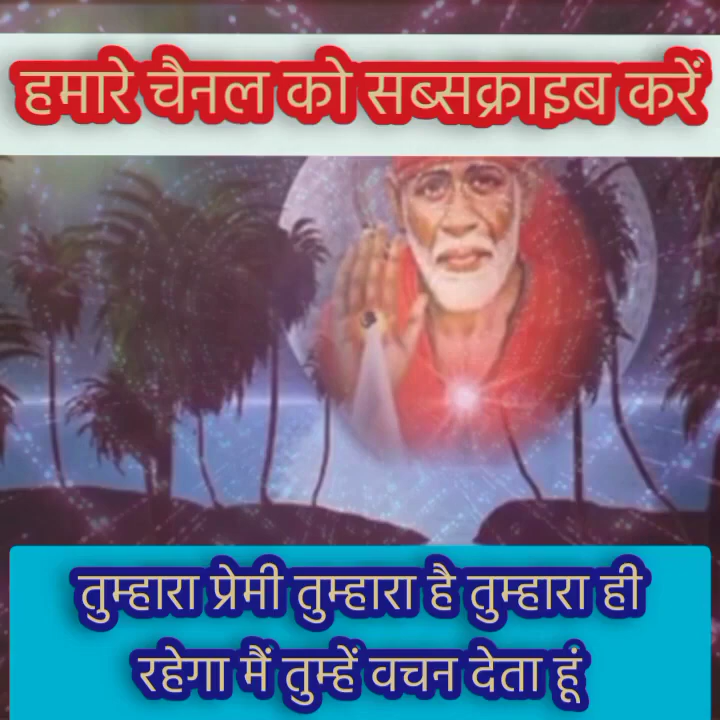 हमारे चैनल को सब्सक्राइब करें
तुम्हारा प्रेमी तुम्हारा है तुम्हारा ही
रहेगा मैं तुम्हें वचन देता हूं